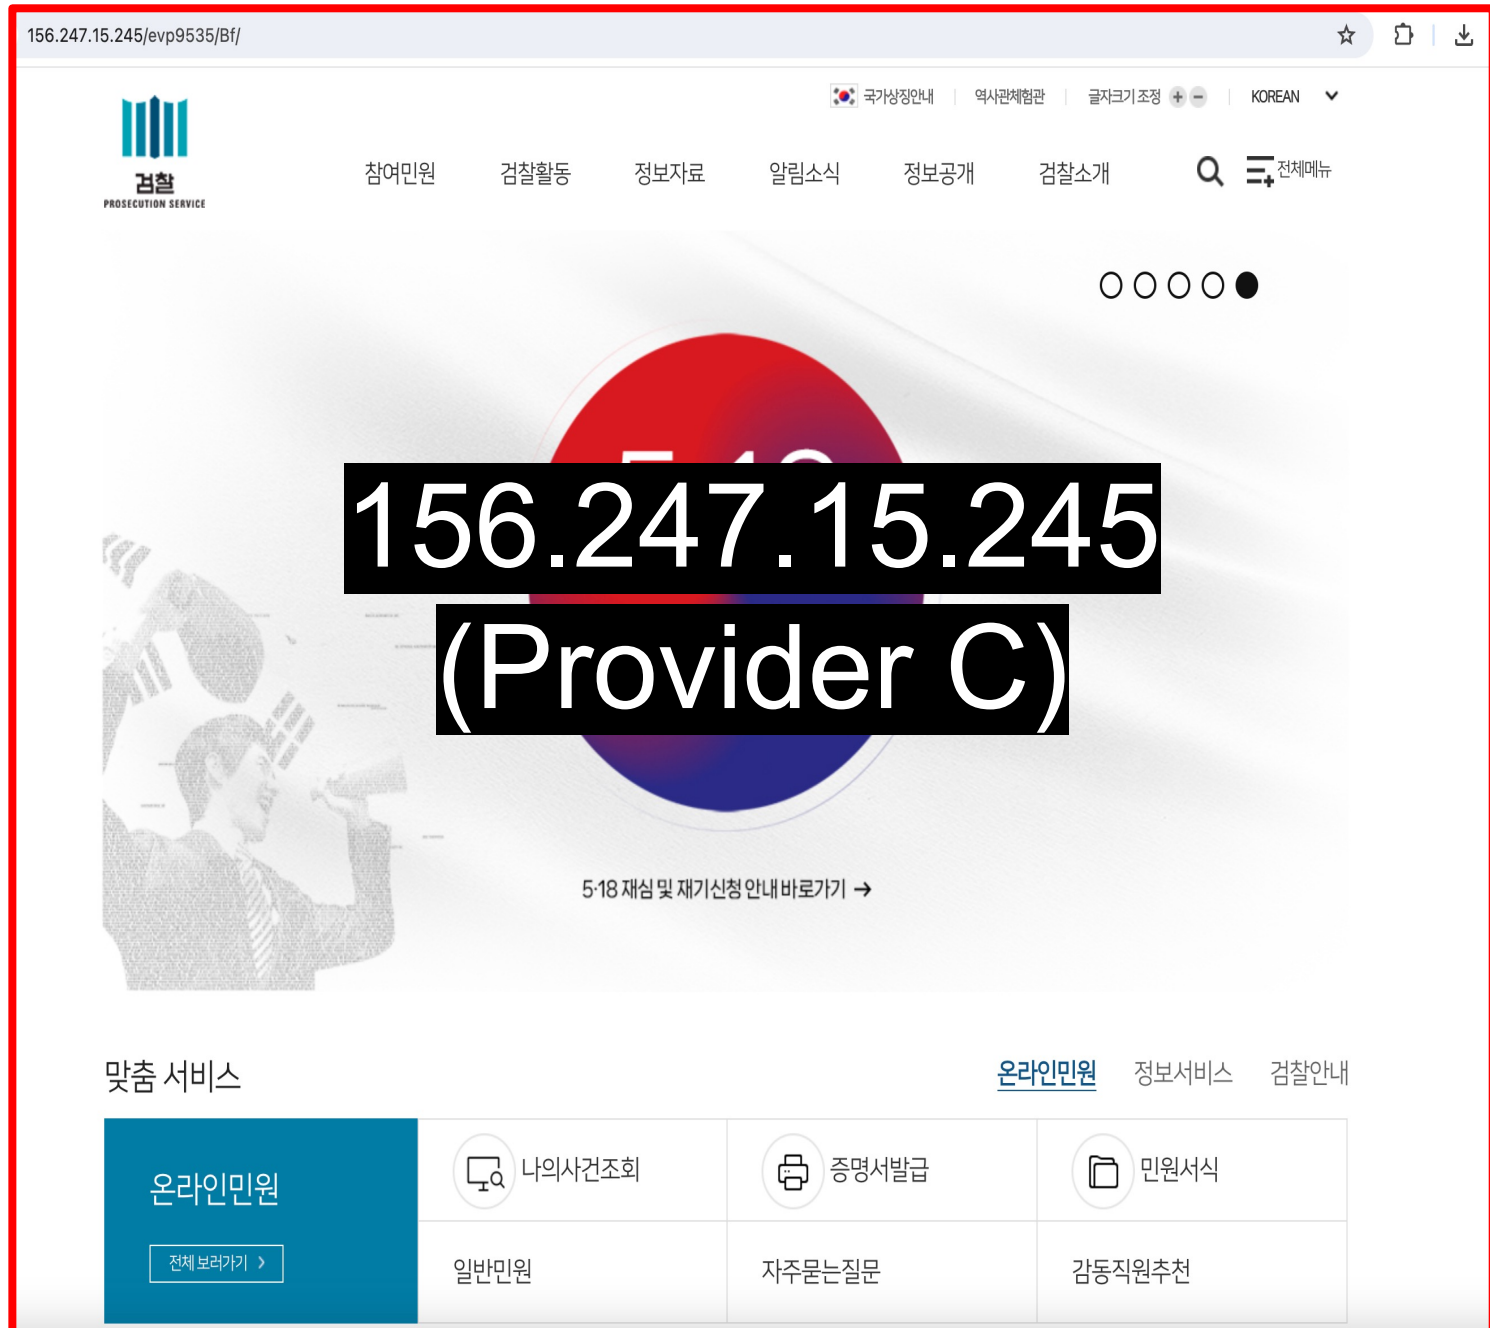 156.247.15.245/evp9535/Bf/
국가상징안내 역사관체험관 글자크기 조정 + − KOREAN
검찰
PROSECUTION SERVICE
참여민원 검찰활동 정보자료 알림소식 정보공개 검찰소개 전체메뉴
156.247.15.245
(Provider C)
5·18 재심 및 재기신청 안내 바로가기 →
맞춤 서비스
온라인민원 정보서비스 검찰안내
온라인민원
전체 보러가기 >
나의사건조회 증명서발급 민원서식
일반민원 자주묻는질문 감동직원추천